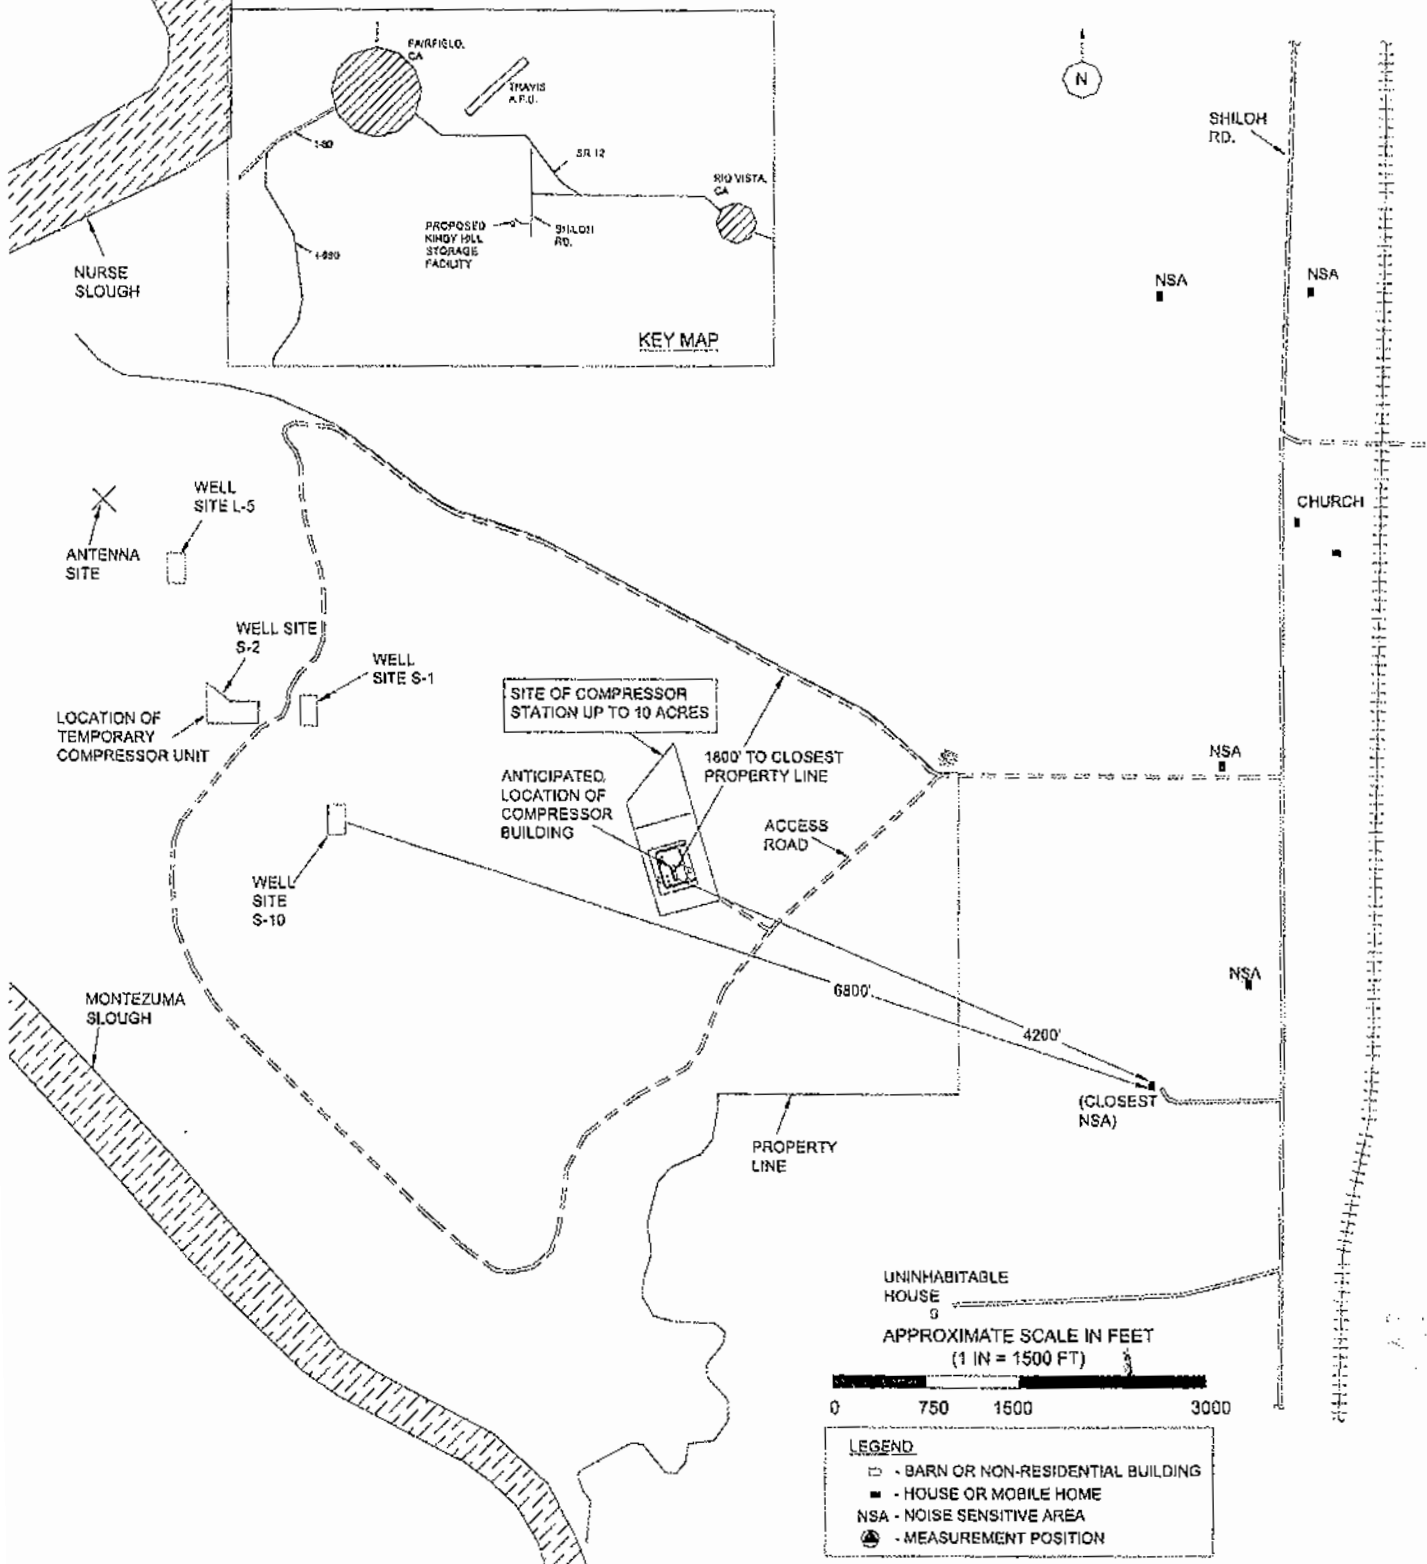 FAIRFIELD,
CA
TRAVIS
A.F.B.
I-80
SR 12
RIO VISTA,
CA
PROPOSED
KIRBY HILL
STORAGE
FACILITY
SHILOH
RD.
I-680
KEY MAP
N
SHILOH
RD.
NURSE
SLOUGH
NSA
NSA
WELL
SITE L-5
CHURCH
ANTENNA
SITE
WELL SITE
S-2
WELL
SITE S-1
LOCATION OF
TEMPORARY
COMPRESSOR UNIT
SITE OF COMPRESSOR
STATION UP TO 10 ACRES
1800' TO CLOSEST
PROPERTY LINE
NSA
ANTICIPATED
LOCATION OF
COMPRESSOR
BUILDING
ACCESS
ROAD
WELL
SITE
S-10
NSA
MONTEZUMA
SLOUGH
6800'
4200'
(CLOSEST
NSA)
PROPERTY
LINE
UNINHABITABLE
HOUSE
APPROXIMATE SCALE IN FEET
(1 IN = 1500 FT)
0 750 1500 3000
LEGEND
- BARN OR NON-RESIDENTIAL BUILDING
- HOUSE OR MOBILE HOME
NSA - NOISE SENSITIVE AREA
- MEASUREMENT POSITION